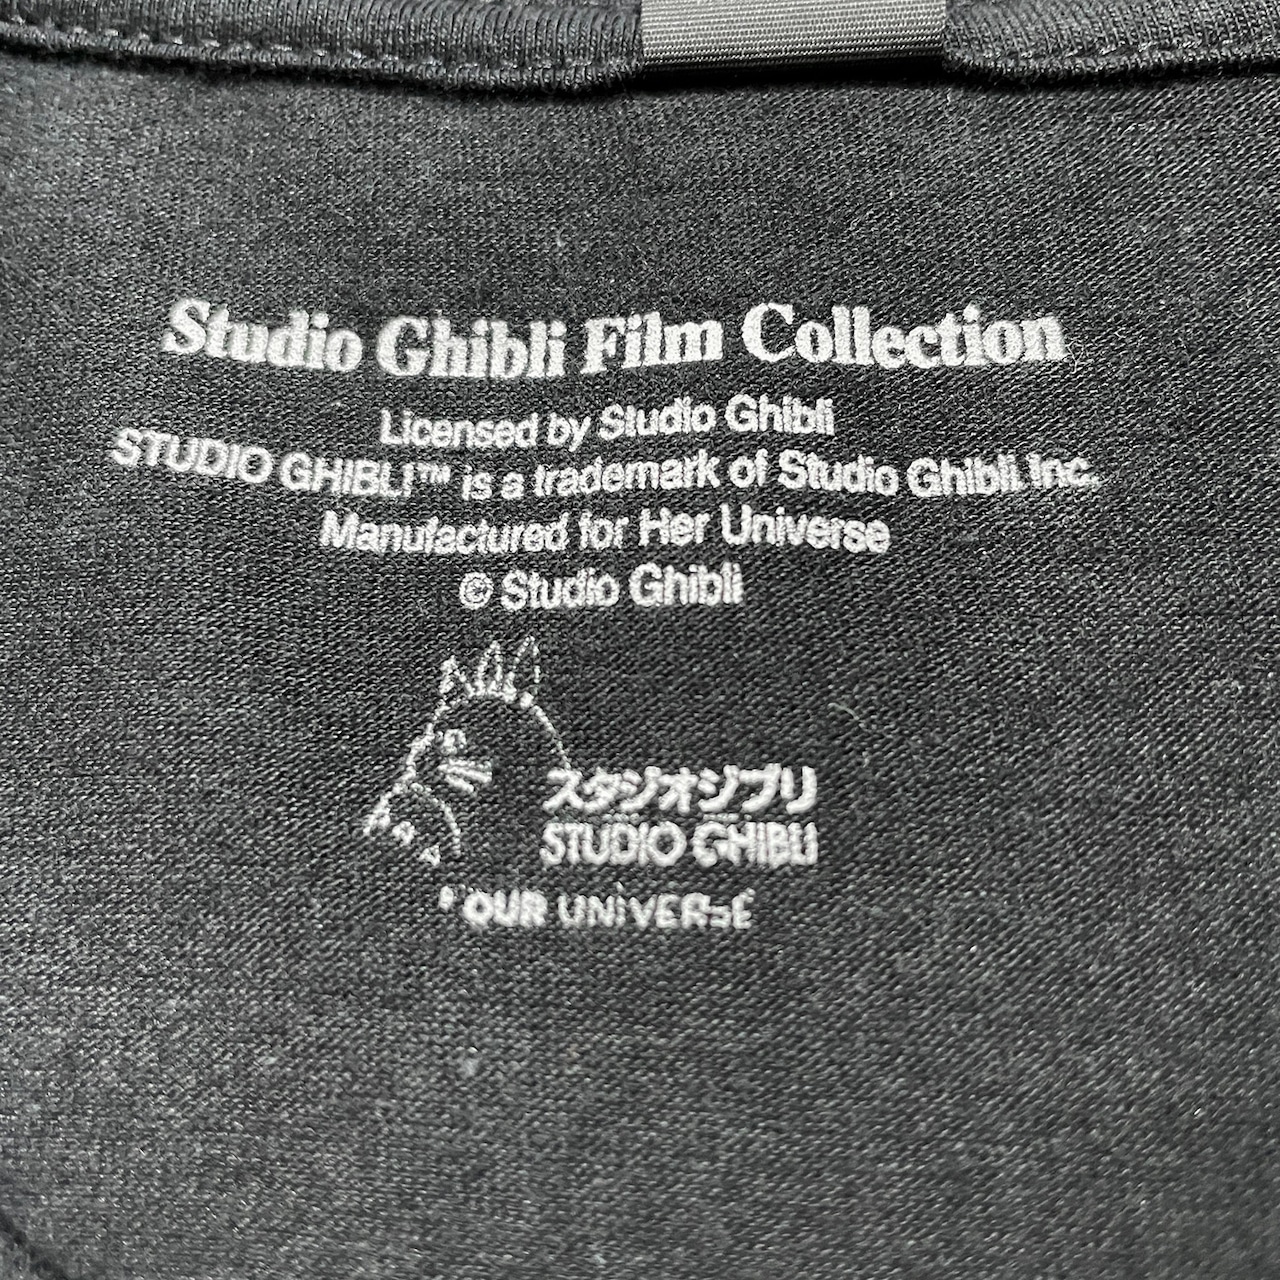 Studio Ghibli Film Collection
Licensed by Studio Ghibli
STUDIO GHIBLI™ is a trademark of Studio Ghibli Inc.
Manufactured for Her Universe
© Studio Ghibli
スタジオジブリ
STUDIO GHIBLI
OUR UNIVERSE